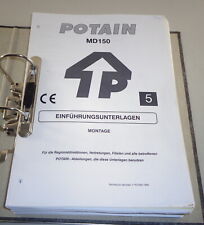 POTAIN
MD150
TP
CE
5
EINFÜHRUNGSUNTERLAGEN
MONTAGE
Für die Regionaldirektionen, Vertretungen, Filialen und alle betroffenen
POTAIN - Abteilungen, die diese Unterlagen benutzen